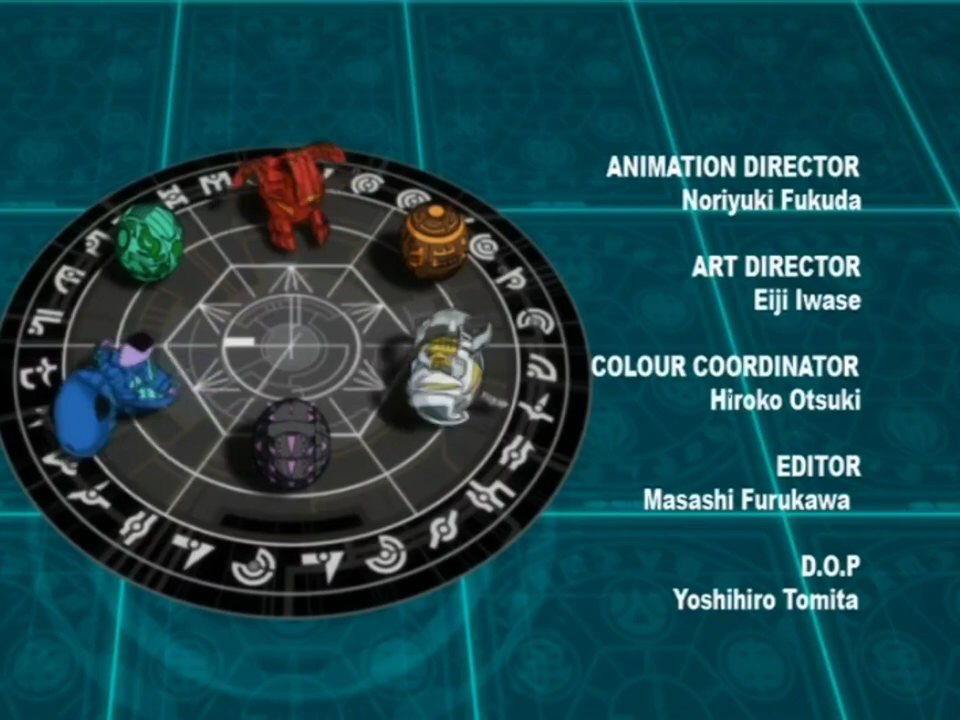 ANIMATION DIRECTOR
Noriyuki Fukuda
ART DIRECTOR
Eiji Iwase
COLOUR COORDINATOR
Hiroko Otsuki
EDITOR
Masashi Furukawa
D.O.P
Yoshihiro Tomita